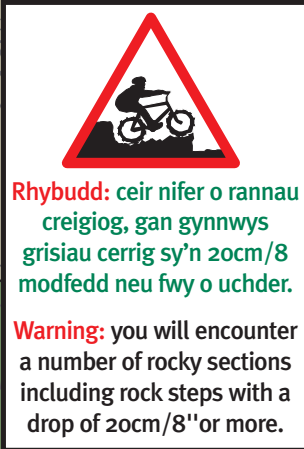 Rhybudd: ceir nifer o rannau
creigiog, gan gynnwys
grisiau cerrig sy'n 20cm/8
modfedd neu fwy o uchder.
Warning: you will encounter
a number of rocky sections
including rock steps with a
drop of 20cm/8''or more.